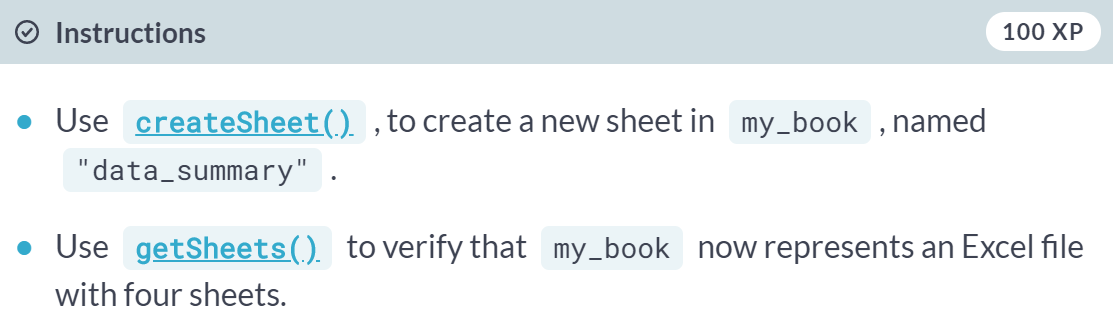 Instructions 100 XP
Use createSheet() , to create a new sheet in my_book , named
"data_summary" .
Use getSheets() to verify that my_book now represents an Excel file
with four sheets.